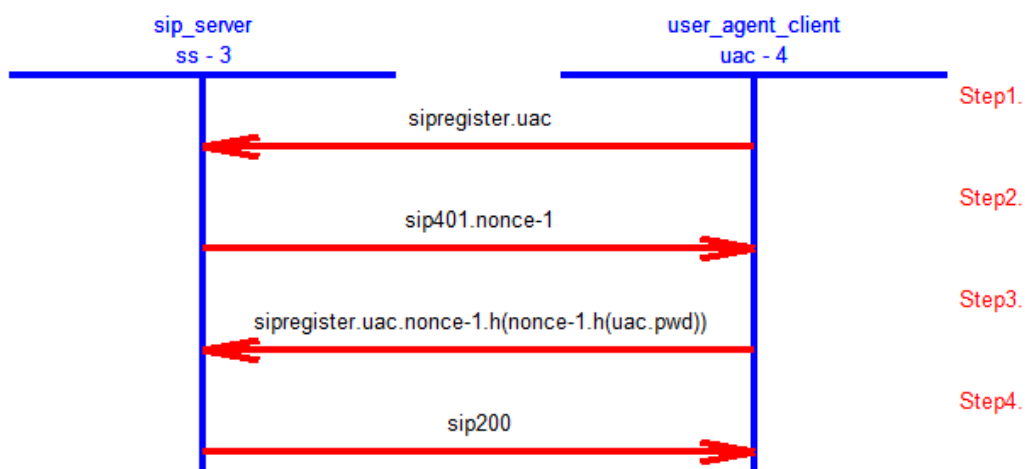 sip_server
ss - 3
user_agent_client
uac - 4
Step1.
sipregister.uac
Step2.
sip401.nonce-1
Step3.
sipregister.uac.nonce-1.h(nonce-1.h(uac.pwd))
Step4.
sip200